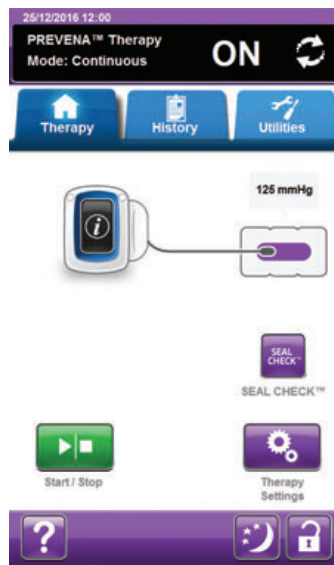 25/12/2016 12:00
PREVENA™ Therapy
Mode: Continuous
ON
Therapy
History
Utilities
125 mmHg
i
SEAL
CHECK™
SEAL CHECK™
Start / Stop
Therapy
Settings
?